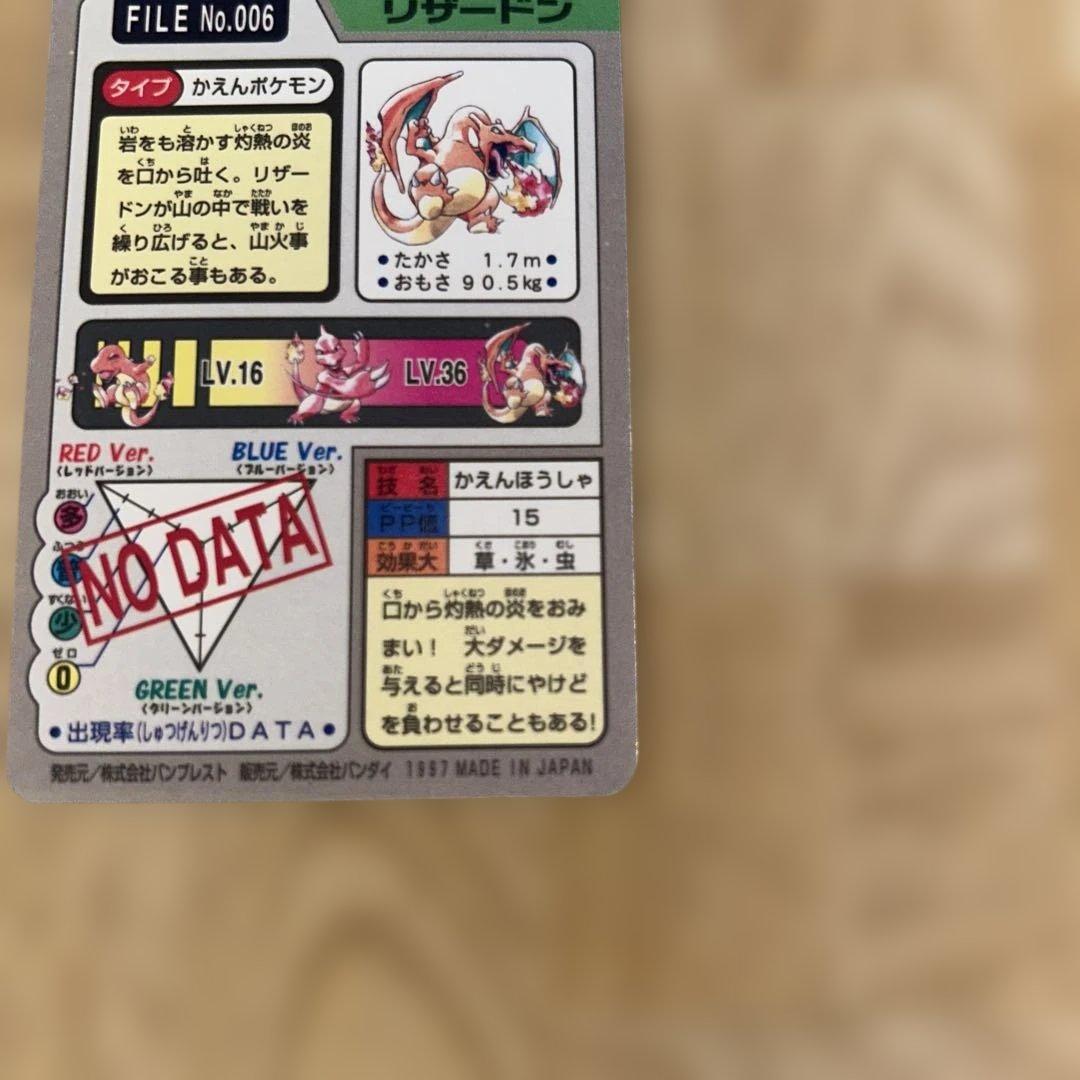 FILE No.006
リザードン
タイプ かえんポケモン
岩をも溶かす灼熱の炎
を口から吐く。リザー
ドンが山の中で戦いを
繰り広げると、山火事
がおこる事もある。
●たかさ 1.7m●
●おもさ 90.5kg●
LV.16
LV.36
RED Ver.
(レッドバージョン)
BLUE Ver.
(ブルーバージョン)
おおい
多
ふつう
普
すくない
少
ゼロ
0
NO DATA
GREEN Ver.
(グリーンバージョン)
●出現率(しゅつげんりつ)DATA●
技名 かえんほうしゃ
PP値 15
効果大 草・氷・虫
口から灼熱の炎をおみ
まい! 大ダメージを
与えると同時にやけど
を負わせることもある!
発売元/株式会社バンプレスト 販売元/株式会社バンダイ 1997 MADE IN JAPAN